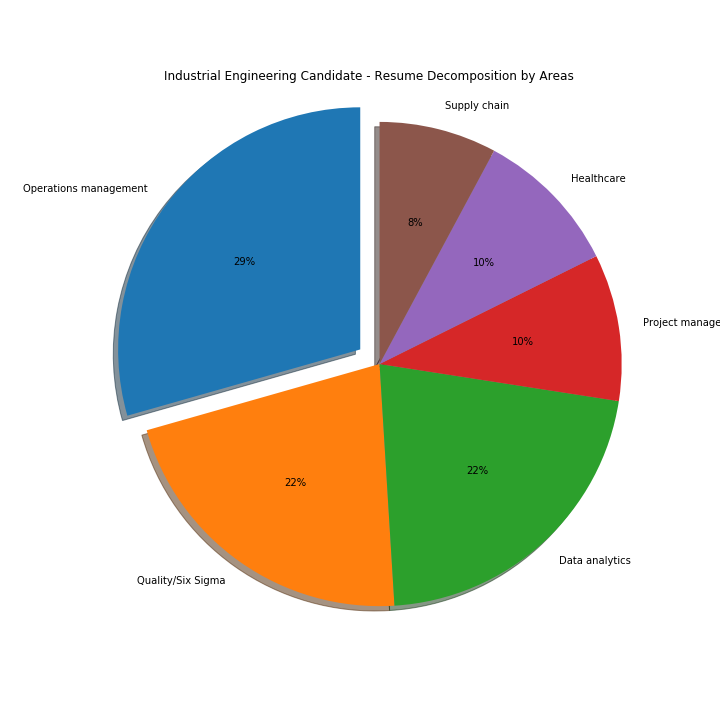 Industrial Engineering Candidate - Resume Decomposition by Areas
Supply chain
Operations management
Healthcare
8%
29%
10%
Project manage
10%
22%
22%
Data analytics
Quality/Six Sigma